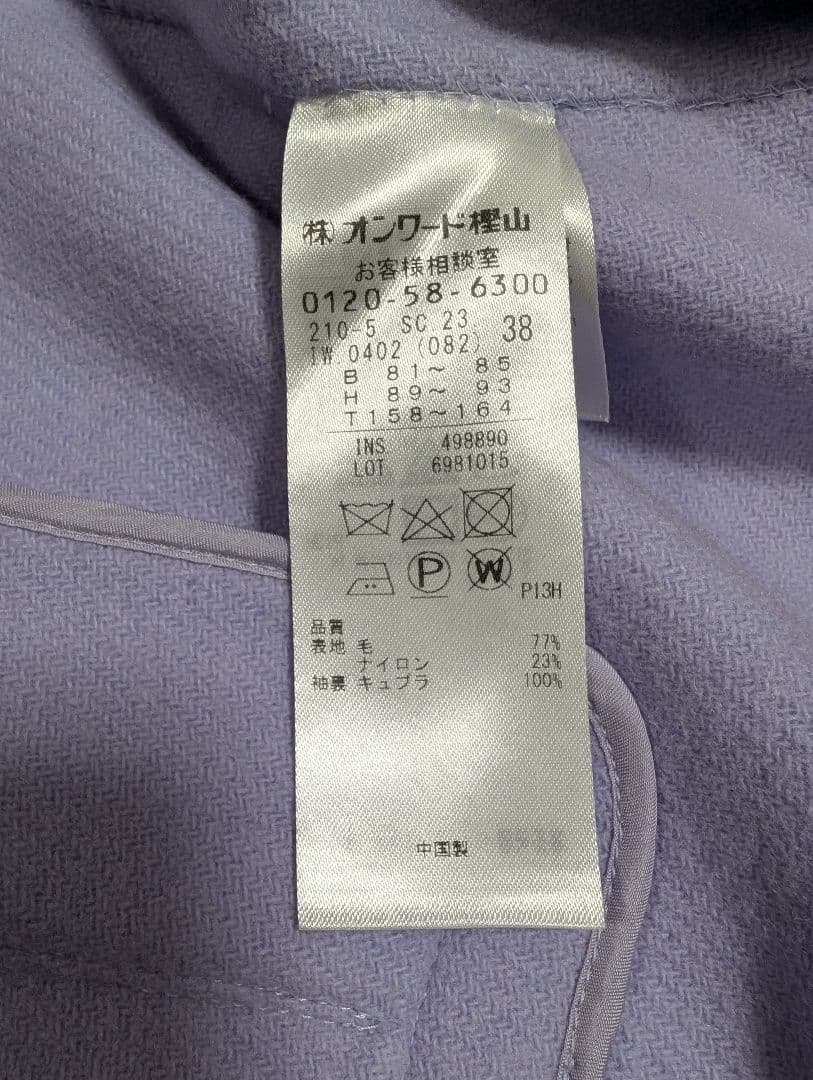 ㈱ オンワード樫山
お客様相談室
0120-58-6300
210-5 SC 23 38
IW 0402 (082)
B 81～ 85
H 89～ 93
T158～164
INS 498890
LOT 6981015
P W
P13H
品質
表地 毛 77%
ナイロン 23%
袖裏 キュプラ 100%
中国製